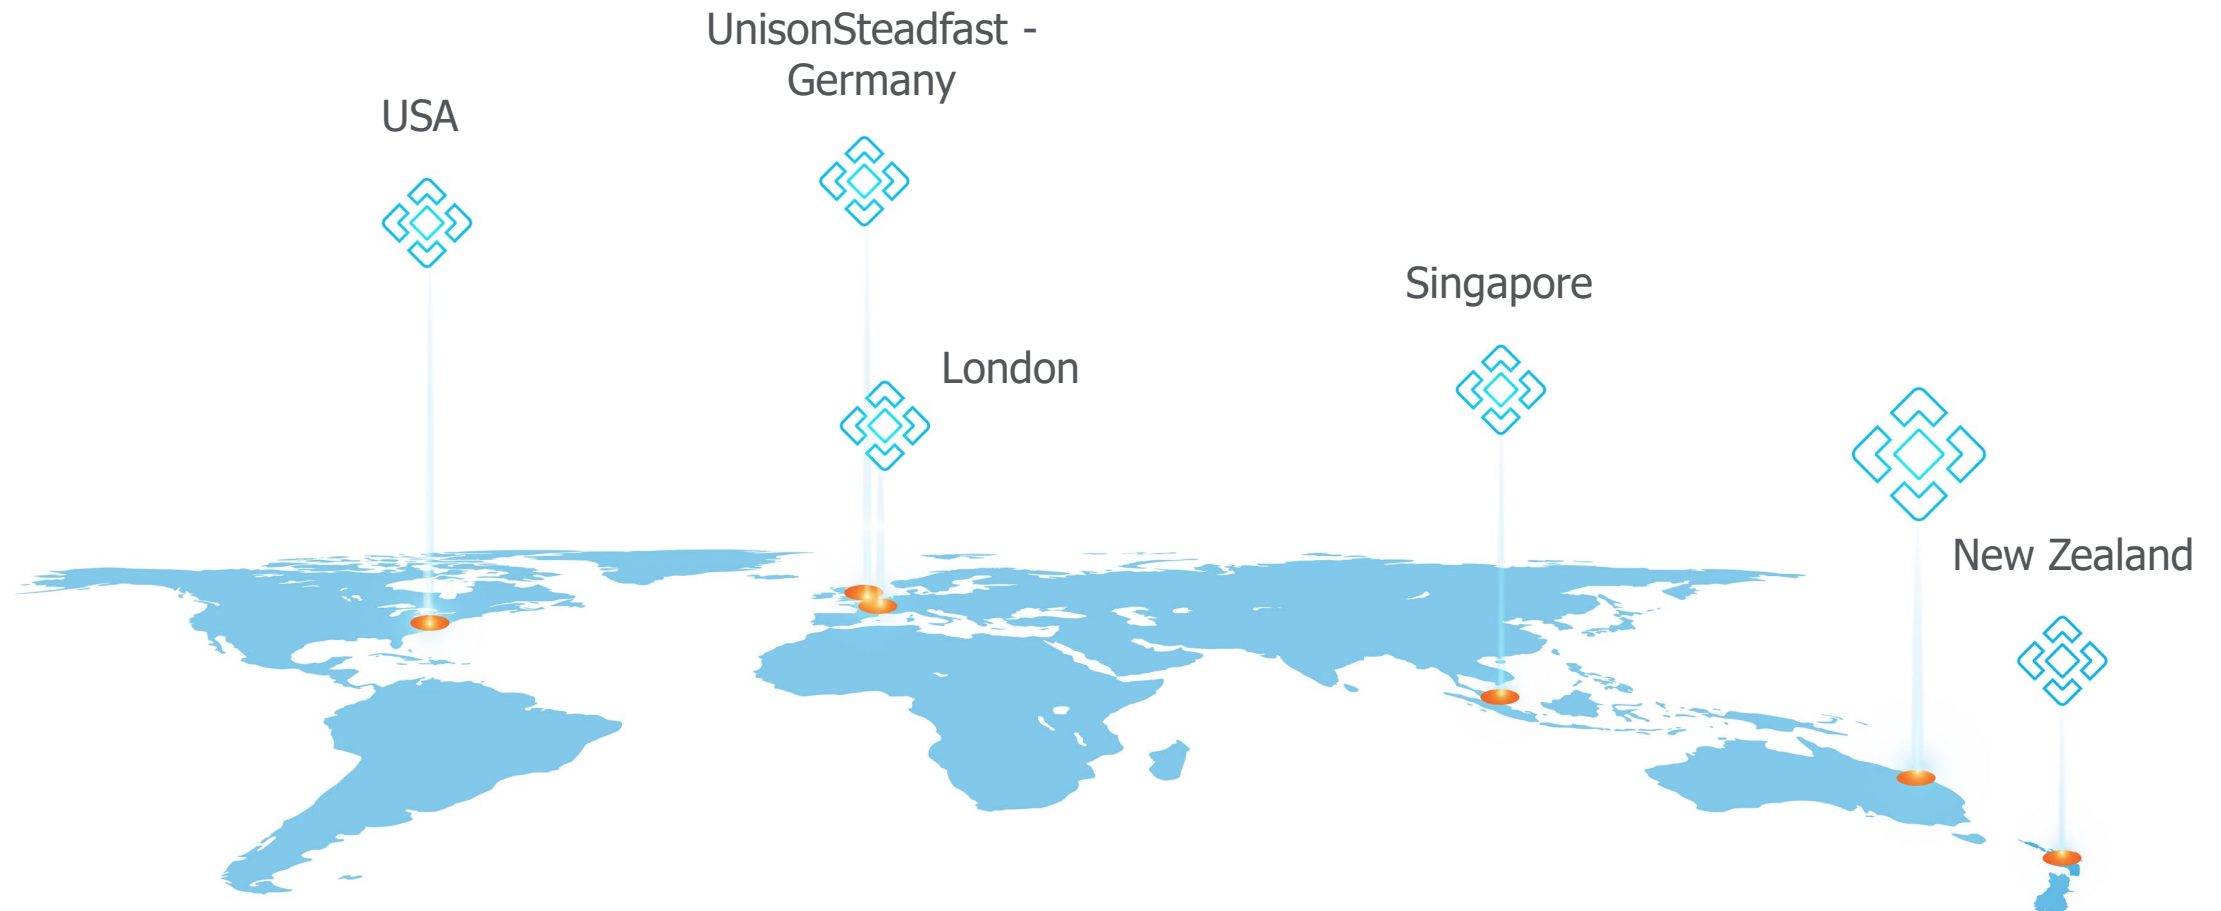 UnisonSteadfast -
Germany
USA
Singapore
London
New Zealand